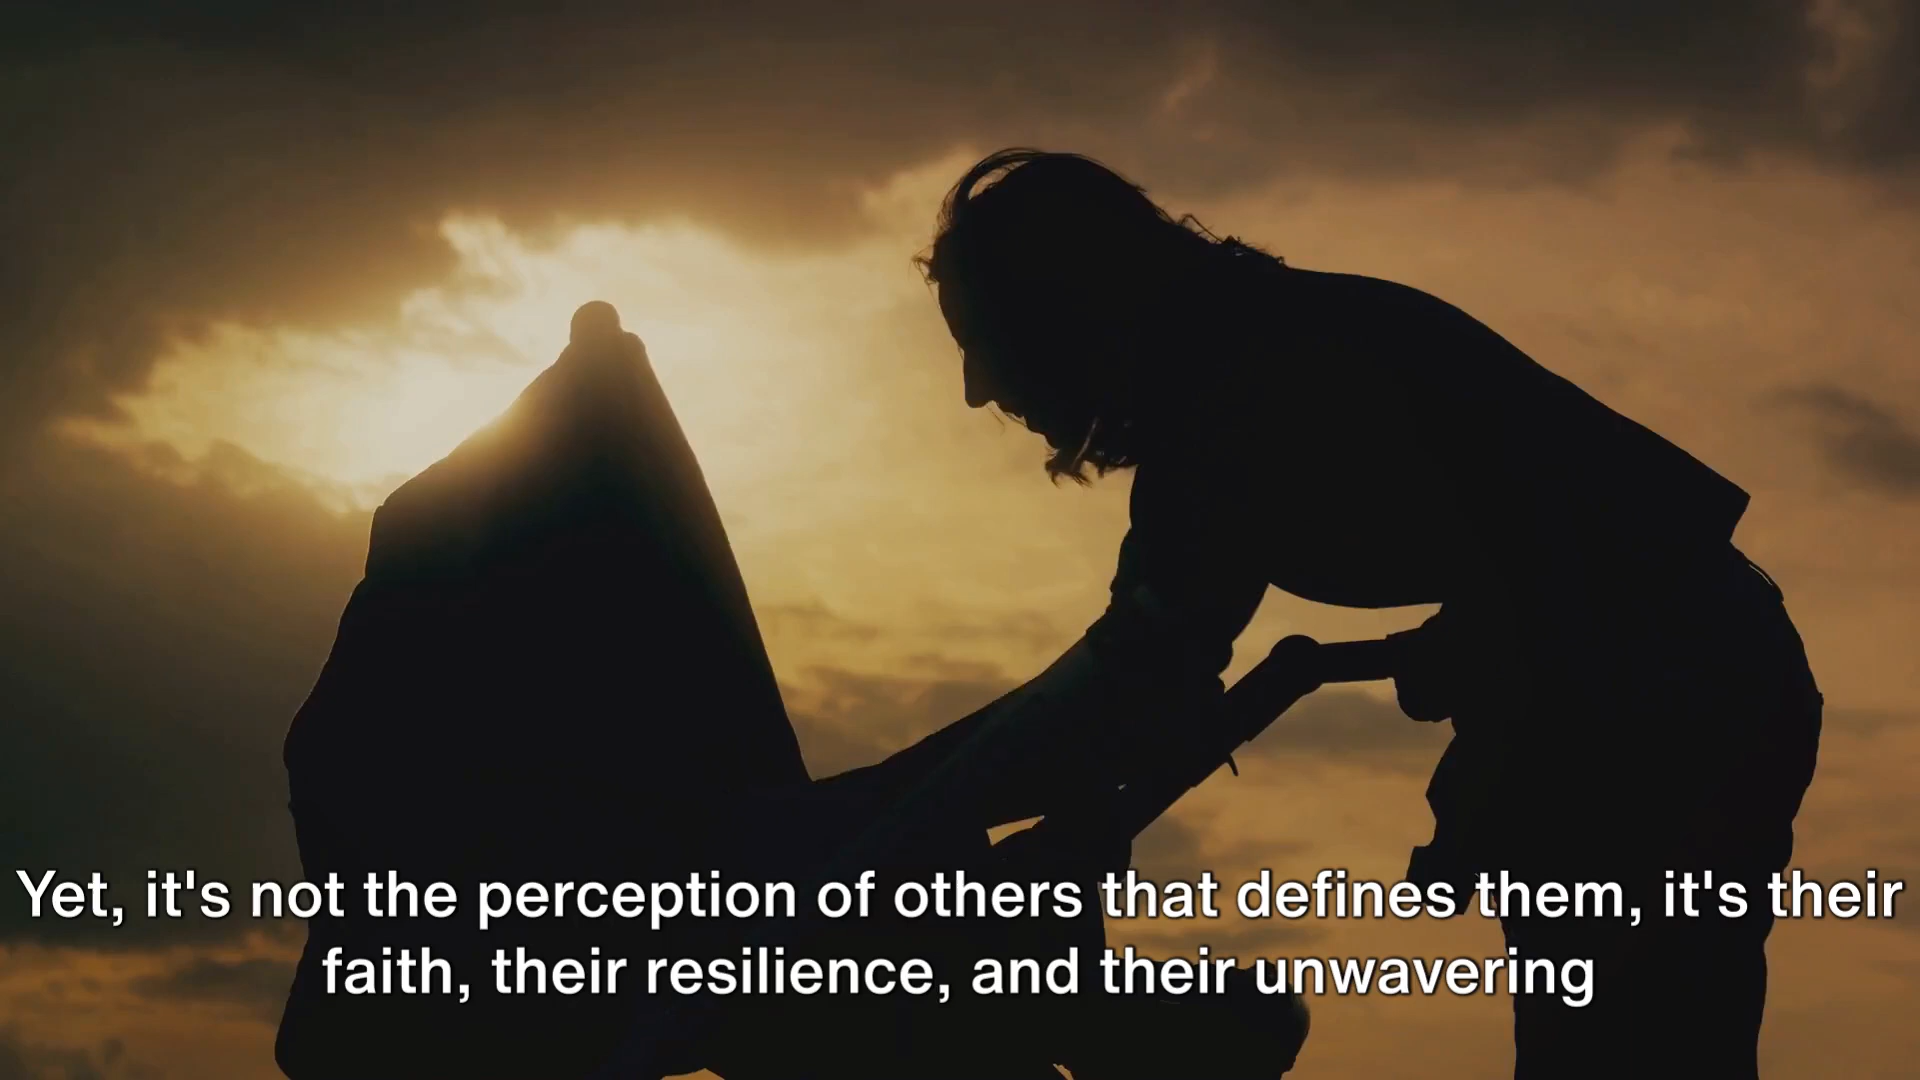 Yet, it's not the perception of others that defines them, it's their
faith, their resilience, and their unwavering